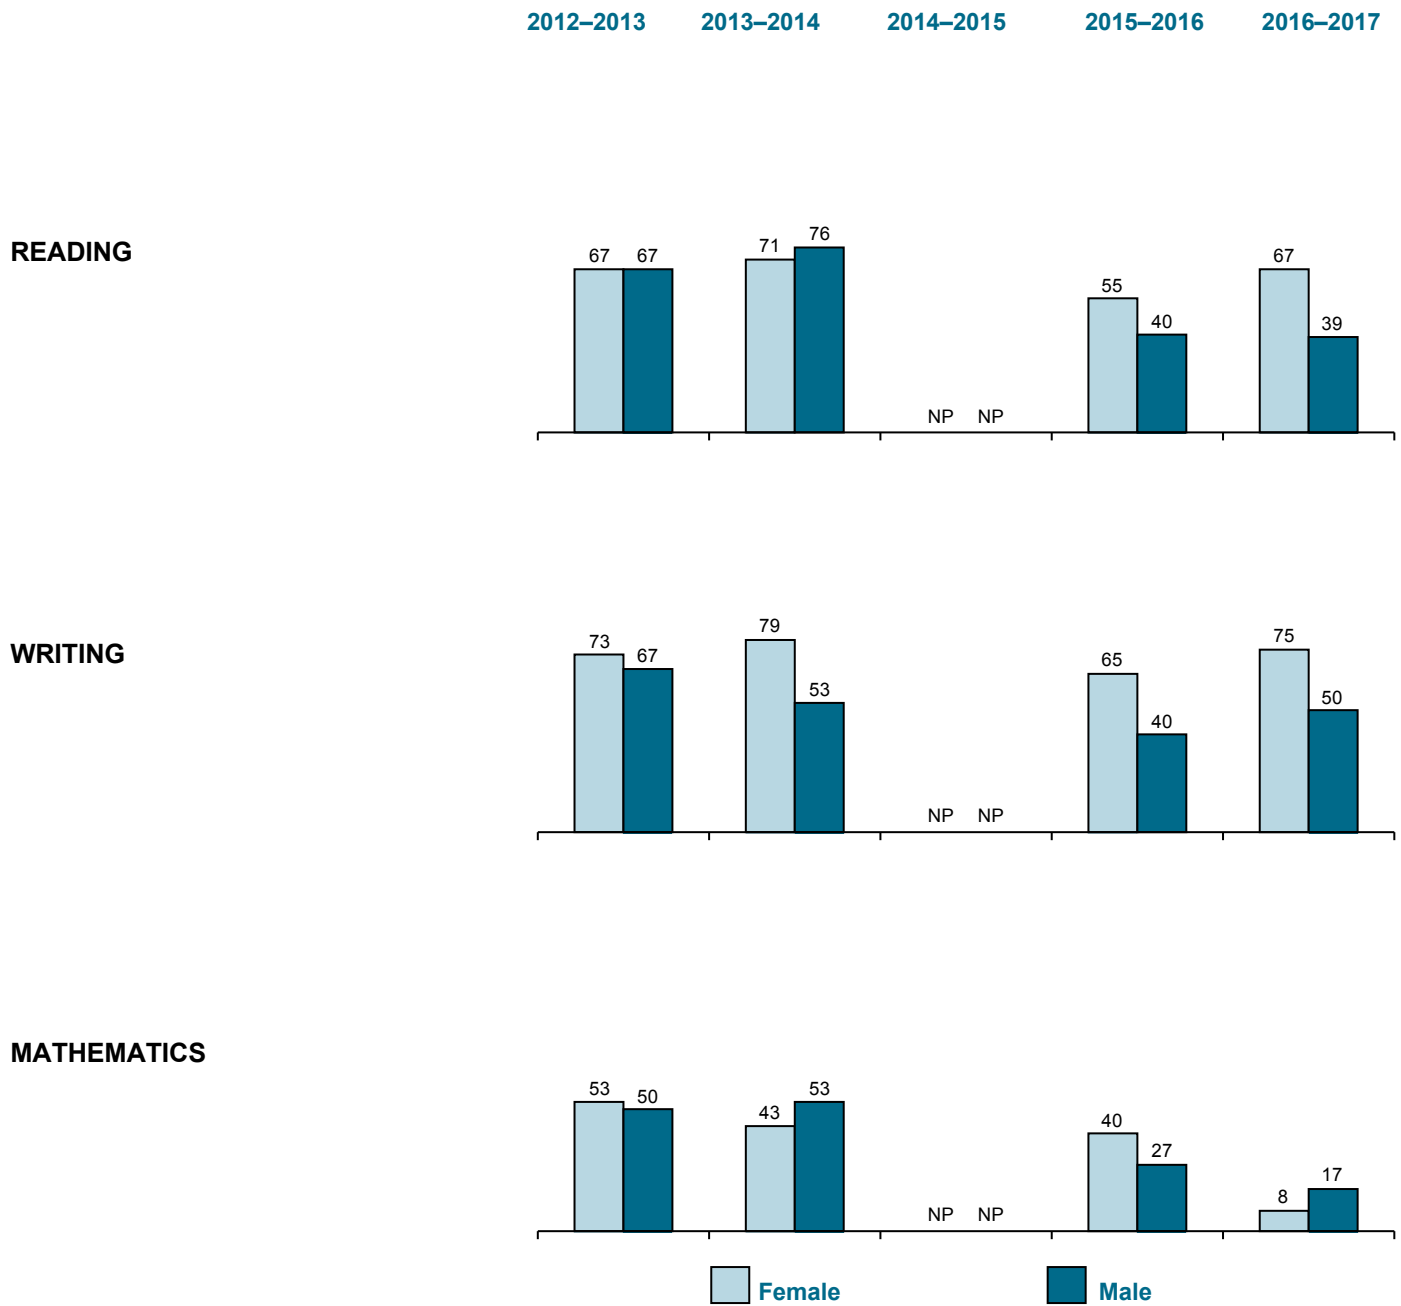 2012–2013 2013–2014 2014–2015 2015–2016 2016–2017
READING
67 67 71 76 NP NP 55 40 67 39
WRITING
73 67 79 53 NP NP 65 40 75 50
MATHEMATICS
53 50 43 53 NP NP 40 27 8 17
Female Male